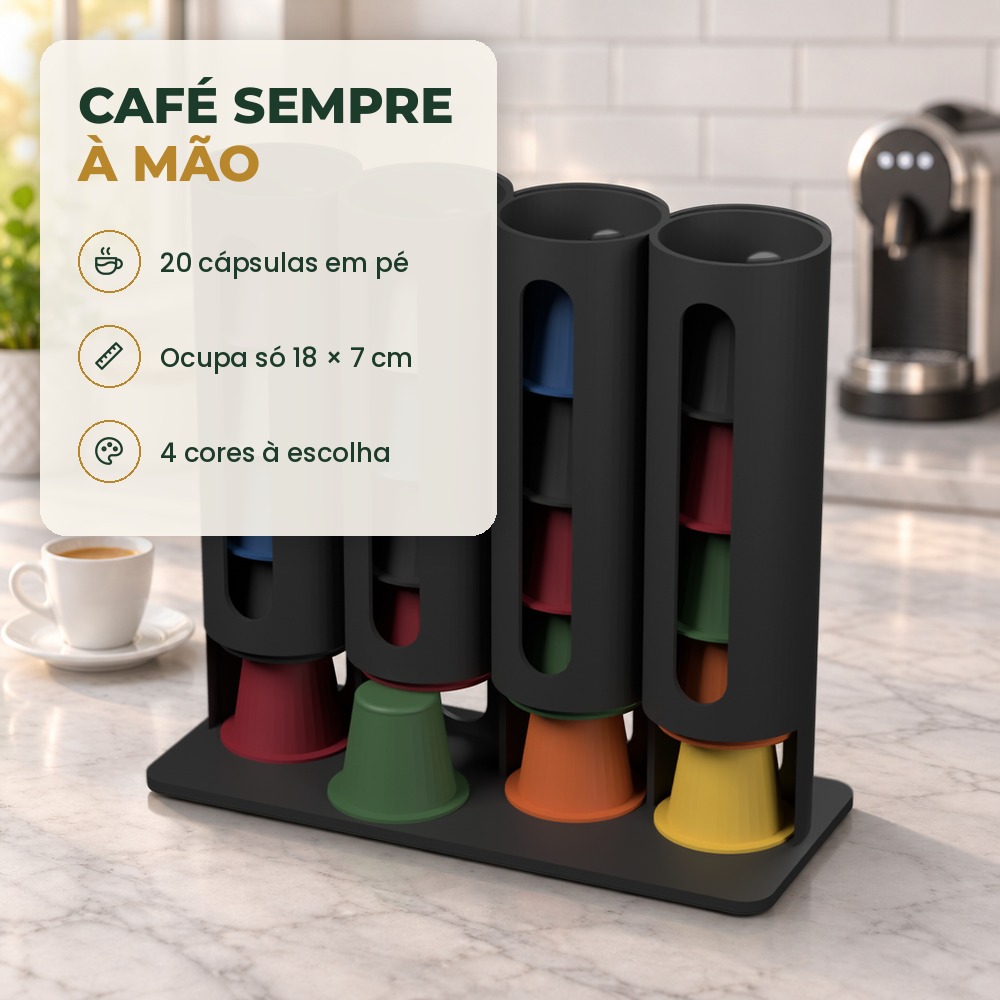 CAFÉ SEMPRE
À MÃO
20 cápsulas em pé
Ocupa só 18 × 7 cm
4 cores à escolha